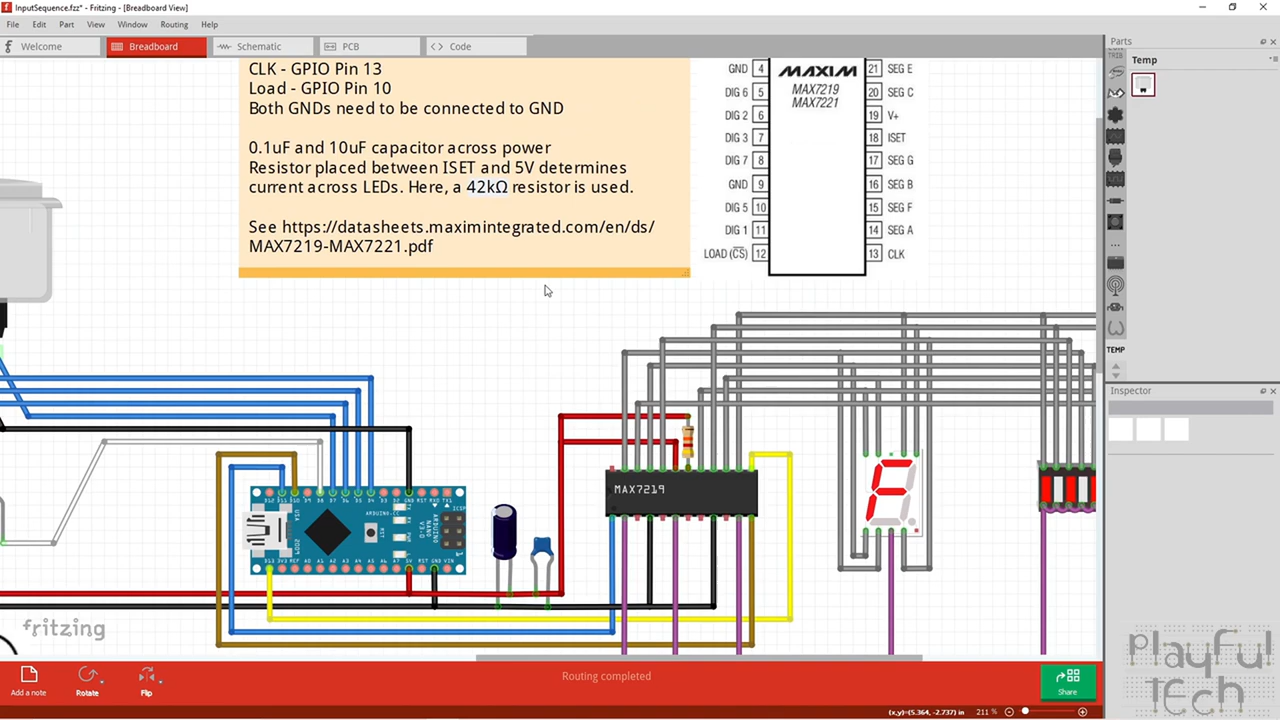 InputSequence.fzz* - Fritzing - [Breadboard View]
File Edit Part View Window Routing Help
Welcome
Breadboard
Schematic
PCB
Code
CLK - GPIO Pin 13
Load - GPIO Pin 10
Both GNDs need to be connected to GND
0.1uF and 10uF capacitor across power
Resistor placed between ISET and 5V determines
current across LEDs. Here, a 42kΩ resistor is used.
See https://datasheets.maximintegrated.com/en/ds/
MAX7219-MAX7221.pdf
MAXIM
MAX7219
MAX7221
GND 4
DIG 6 5
DIG 2 6
DIG 3 7
DIG 7 8
GND 9
DIG 5 10
DIG 1 11
LOAD (CS) 12
21 SEG E
20 SEG C
19 V+
18 ISET
17 SEG G
16 SEG B
15 SEG F
14 SEG A
13 CLK
Parts
Temp
TEMP
Inspector
MAX7219
fritzing
Add a note
Rotate
Flip
Routing completed
Share
(x,y)=(5.364, -2.737) in 211 %
playful
tech